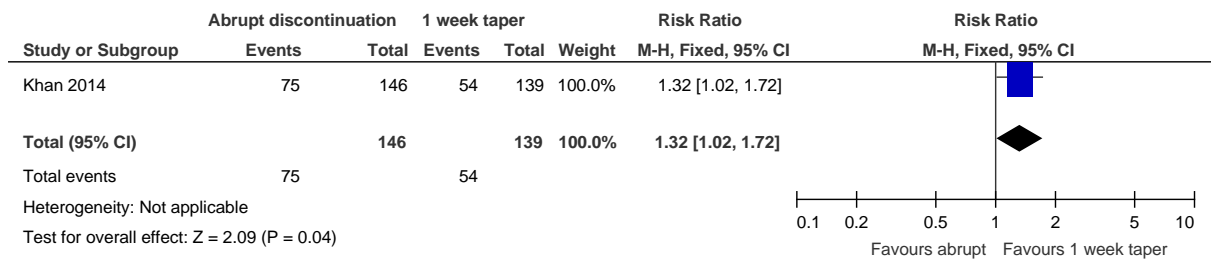 Abrupt discontinuation 1 week taper Risk Ratio Risk Ratio
Study or Subgroup Events Total Events Total Weight M-H, Fixed, 95% CI M-H, Fixed, 95% CI
Khan 2014 75 146 54 139 100.0% 1.32 [1.02, 1.72]
Total (95% CI) 146 139 100.0% 1.32 [1.02, 1.72]
Total events 75 54
Heterogeneity: Not applicable
Test for overall effect: Z = 2.09 (P = 0.04)
0.1 0.2 0.5 1 2 5 10
Favours abrupt Favours 1 week taper